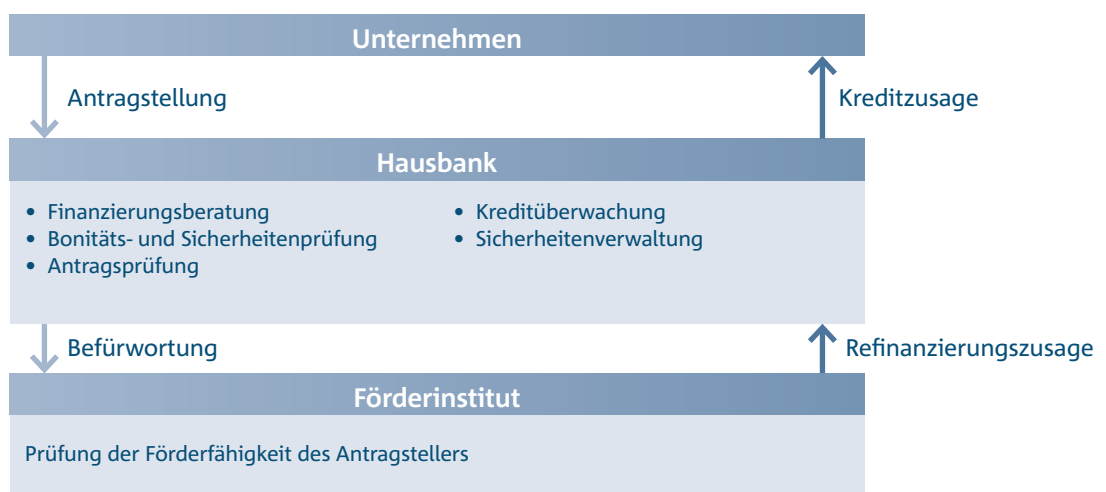 Unternehmen
Antragstellung
Kreditzusage
Hausbank
• Finanzierungsberatung
• Bonitäts- und Sicherheitenprüfung
• Antragsprüfung
• Kreditüberwachung
• Sicherheitenverwaltung
Befürwortung
Refinanzierungszusage
Förderinstitut
Prüfung der Förderfähigkeit des Antragstellers